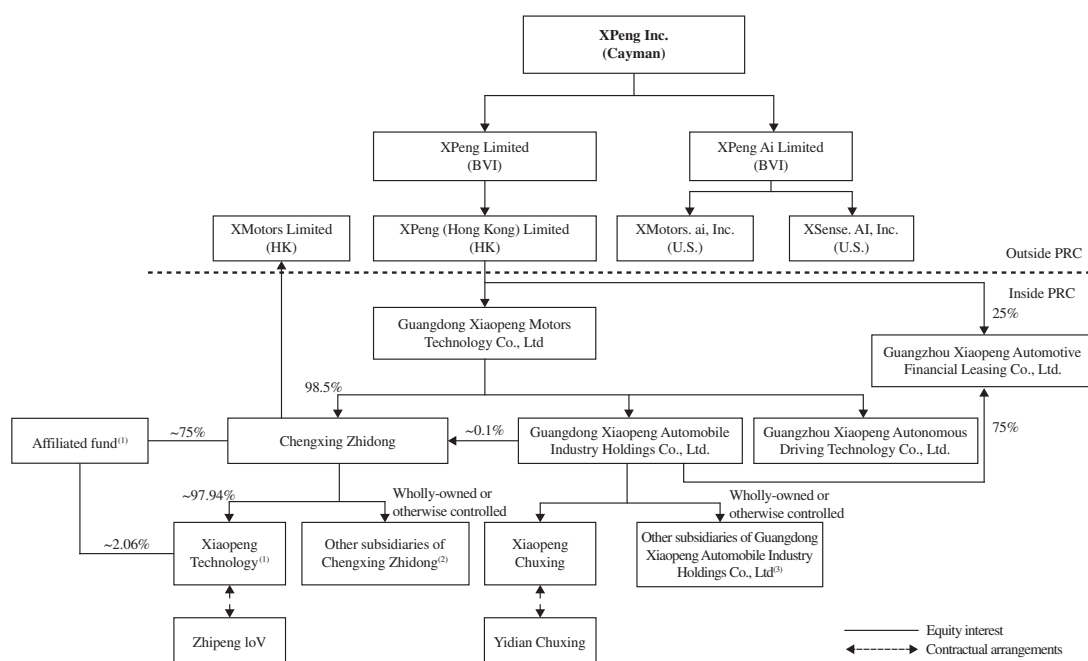 XPeng Inc.
(Cayman)
XPeng Limited
(BVI)
XPeng Ai Limited
(BVI)
XMotors Limited
(HK)
XPeng (Hong Kong) Limited
(HK)
XMotors. ai, Inc.
(U.S.)
XSense. AI, Inc.
(U.S.)
Outside PRC
Inside PRC
25%
Guangdong Xiaopeng Motors
Technology Co., Ltd
Guangzhou Xiaopeng Automotive
Financial Leasing Co., Ltd.
98.5%
75%
Affiliated fund(1)
~75%
Chengxing Zhidong
~0.1%
Guangdong Xiaopeng Automobile
Industry Holdings Co., Ltd.
Guangzhou Xiaopeng Autonomous
Driving Technology Co., Ltd.
~97.94%
Wholly-owned or
otherwise controlled
Wholly-owned or
otherwise controlled
~2.06%
Xiaopeng
Technology(1)
Other subsidiaries of
Chengxing Zhidong(2)
Xiaopeng
Chuxing
Other subsidiaries of Guangdong
Xiaopeng Automobile Industry
Holdings Co., Ltd(3)
Zhipeng loV
Yidian Chuxing
Equity interest
Contractual arrangements